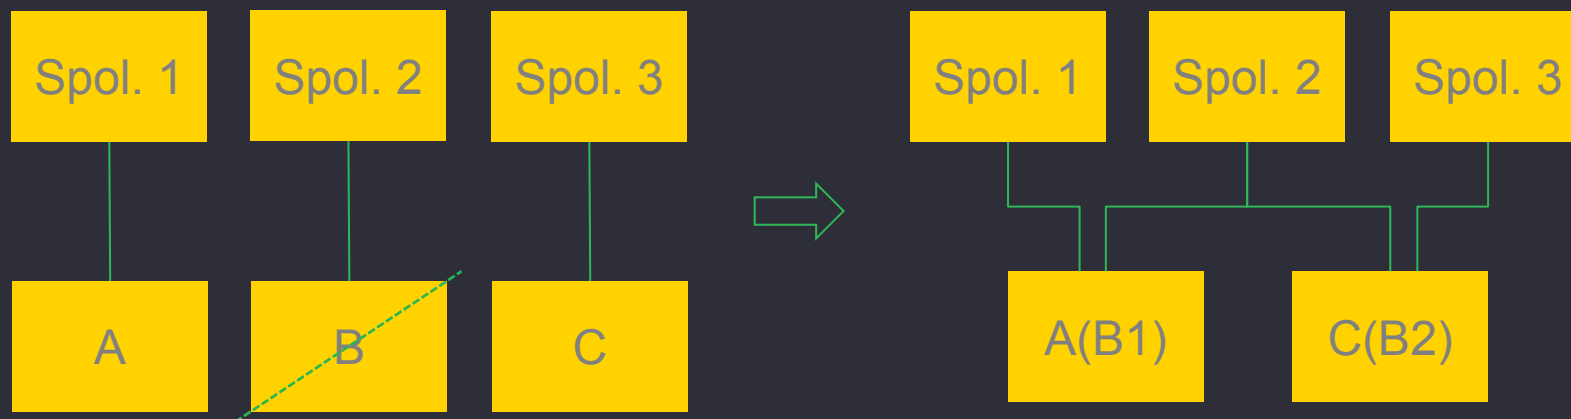 Spol. 1
Spol. 2
Spol. 3
A
B
C
Spol. 1
Spol. 2
Spol. 3
A(B1)
C(B2)